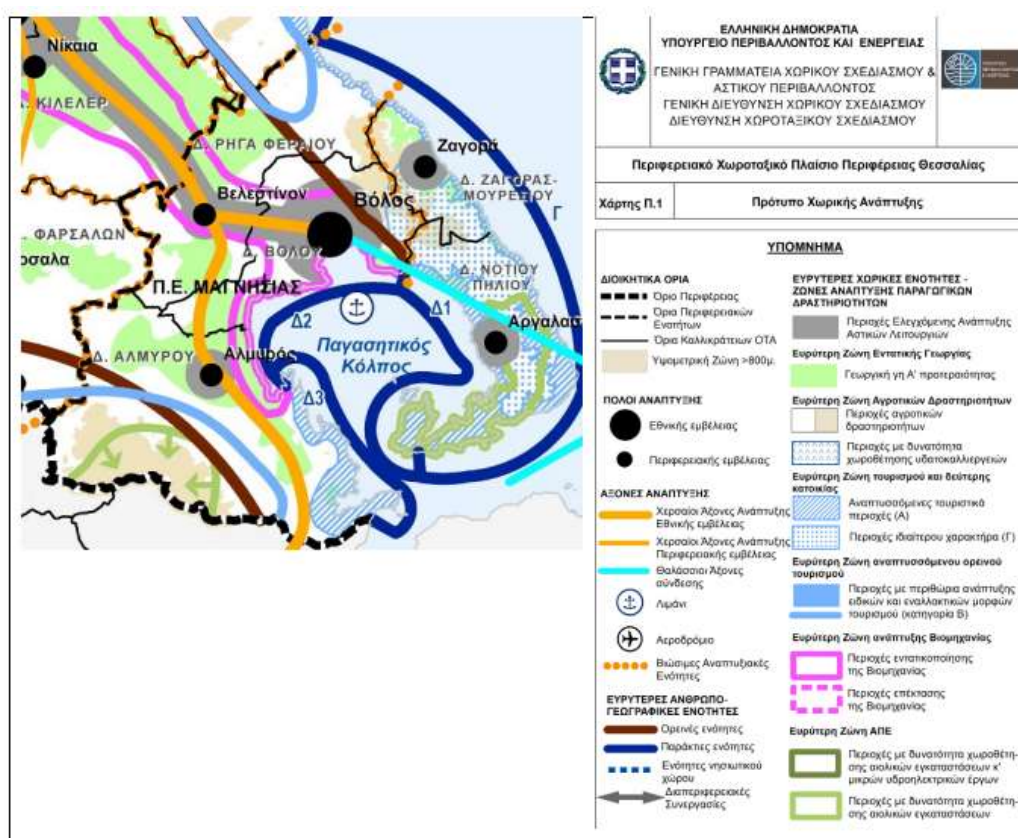 Νίκαια
Δ. ΚΙΛΕΛΕΡ
Δ. ΡΗΓΑ ΦΕΡΑΙΟΥ
Ζαγορά
Δ. ΖΑΓΟΡΑΣ-
ΜΟΥΡΕΣΙΟΥ
Γ
Βελεστίνον
Βόλος
Δ. ΦΑΡΣΑΛΩΝ
ρσαλα
Δ. ΒΟΛΟΥ
Π.Ε. ΜΑΓΝΗΣΙΑΣ
Δ. ΝΟΤΙΟΥ
ΠΗΛΙΟΥ
Δ2
Δ1
Αργαλασ
Παγασητικός
Κόλπος
Δ. ΑΛΜΥΡΟΥ
Αλμυρός
Δ3
ΕΛΛΗΝΙΚΗ ΔΗΜΟΚΡΑΤΙΑ
ΥΠΟΥΡΓΕΙΟ ΠΕΡΙΒΑΛΛΟΝΤΟΣ ΚΑΙ ΕΝΕΡΓΕΙΑΣ
ΓΕΝΙΚΗ ΓΡΑΜΜΑΤΕΙΑ ΧΩΡΙΚΟΥ ΣΧΕΔΙΑΣΜΟΥ &
ΑΣΤΙΚΟΥ ΠΕΡΙΒΑΛΛΟΝΤΟΣ
ΓΕΝΙΚΗ ΔΙΕΥΘΥΝΣΗ ΧΩΡΙΚΟΥ ΣΧΕΔΙΑΣΜΟΥ
ΔΙΕΥΘΥΝΣΗ ΧΩΡΟΤΑΞΙΚΟΥ ΣΧΕΔΙΑΣΜΟΥ
Περιφερειακό Χωροταξικό Πλαίσιο Περιφέρειας Θεσσαλίας
Χάρτης Π.1
Πρότυπο Χωρικής Ανάπτυξης
ΥΠΟΜΝΗΜΑ
ΔΙΟΙΚΗΤΙΚΑ ΟΡΙΑ
Όριο Περιφέρειας
Όρια Περιφερειακών
Ενοτήτων
Όρια Καλλικράτειων ΟΤΑ
Υψομετρική Ζώνη >800μ.
ΠΟΛΟΙ ΑΝΑΠΤΥΞΗΣ
Εθνικής εμβέλειας
Περιφερειακής εμβέλειας
ΑΞΟΝΕΣ ΑΝΑΠΤΥΞΗΣ
Χερσαίοι Άξονες Ανάπτυξης
Εθνικής εμβέλειας
Χερσαίοι Άξονες Ανάπτυξης
Περιφερειακής εμβέλειας
Θαλάσσιοι Άξονες
σύνδεσης
Λιμάνι
Αεροδρόμιο
Βιώσιμες Αναπτυξιακές
Ενότητες
ΕΥΡΥΤΕΡΕΣ ΑΝΘΡΩΠΟ-
ΓΕΩΓΡΑΦΙΚΕΣ ΕΝΟΤΗΤΕΣ
Ορεινές ενότητες
Παράκτιες ενότητες
Ενότητες νησιωτικού
χώρου
Διαπεριφερειακές
Συνεργασίες
ΕΥΡΥΤΕΡΕΣ ΧΩΡΙΚΕΣ ΕΝΟΤΗΤΕΣ -
ΖΩΝΕΣ ΑΝΑΠΤΥΞΗΣ ΠΑΡΑΓΩΓΙΚΩΝ
ΔΡΑΣΤΗΡΙΟΤΗΤΩΝ
Περιοχές Ελεγχόμενης Ανάπτυξης
Αστικών Λειτουργιών
Ευρύτερη Ζώνη Εντατικής Γεωργίας
Γεωργική γη Α' προτεραιότητας
Ευρύτερη Ζώνη Αγροτικών Δραστηριοτήτων
Περιοχές αγροτικών
δραστηριοτήτων
Περιοχές με δυνατότητα
χωροθέτησης υδατοκαλλιεργειών
Ευρύτερη Ζώνη τουρισμού και δεύτερης
κατοικίας
Αναπτυσσόμενες τουριστικά
περιοχές (Α)
Περιοχές ιδιαίτερου χαρακτήρα (Γ)
Ευρύτερη Ζώνη αναπτυσσόμενου ορεινού
τουρισμού
Περιοχές με περιθώρια ανάπτυξης
ειδικών και εναλλακτικών μορφών
τουρισμού (κατηγορία Β)
Ευρύτερη Ζώνη ανάπτυξης Βιομηχανίας
Περιοχές εντατικοποίησης
της Βιομηχανίας
Περιοχές επέκτασης
της Βιομηχανίας
Ευρύτερη Ζώνη ΑΠΕ
Περιοχές με δυνατότητα χωροθέτη-
σης αιολικών εγκαταστάσεων κ'
μικρών υδροηλεκτρικών έργων
Περιοχές με δυνατότητα χωροθέτη-
σης αιολικών εγκαταστάσεων